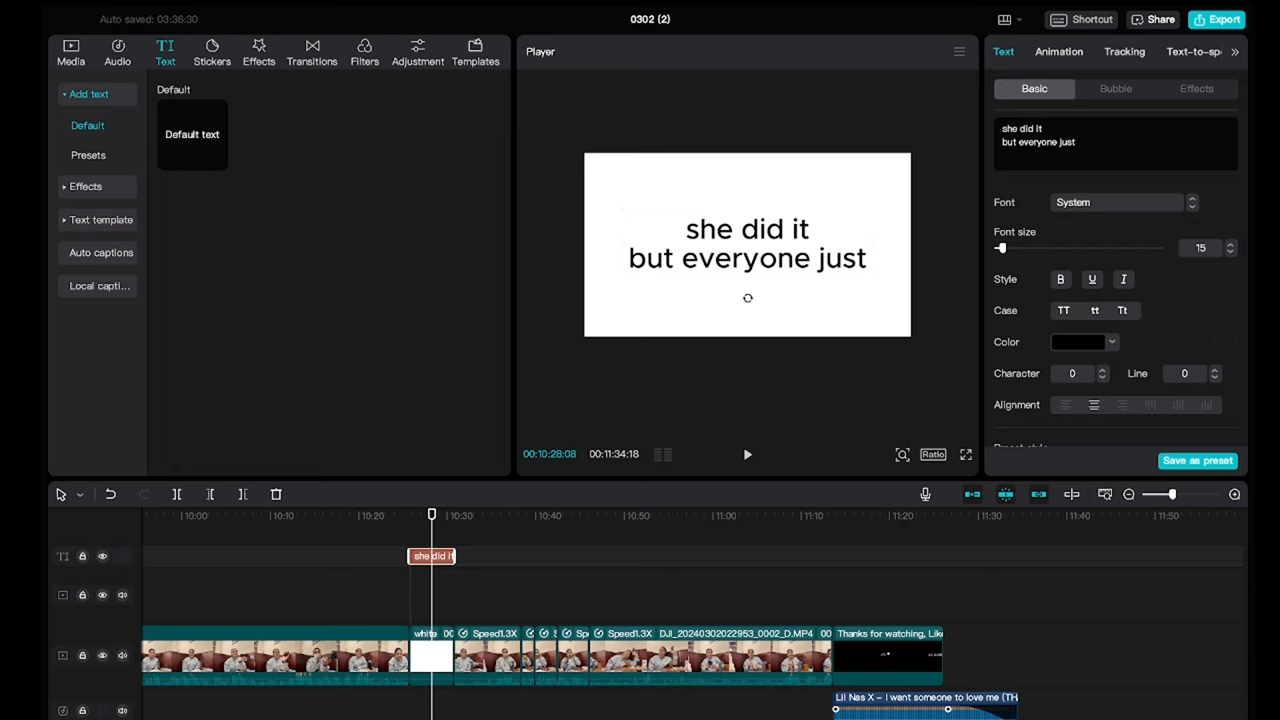 Auto saved: 03:36:30
0302 (2)
Shortcut
Share
Export
Media
Audio
TI
Text
Stickers
Effects
Transitions
Filters
Adjustment
Templates
Add text
Default
Presets
Effects
Text template
Auto captions
Local capti...
Default
Default text
Player
she did it
but everyone just
00:10:28:08
00:11:34:18
Ratio
Text
Animation
Tracking
Text-to-sp
Basic
Bubble
Effects
she did it
but everyone just
Font
System
Font size
15
Style
B
U
I
Case
TT
tt
Tt
Color
Character
0
Line
0
Alignment
Save as preset
10:00
10:10
10:20
10:30
10:40
10:50
11:00
11:10
11:20
11:30
11:40
11:50
TI
she did it
white
00
Speed1.3X
Sp
Speed1.3X
DJI_20240302022953_0002_D.MP4
00
Thanks for watching, Like
Lil Nas X - I want someone to love me (TH